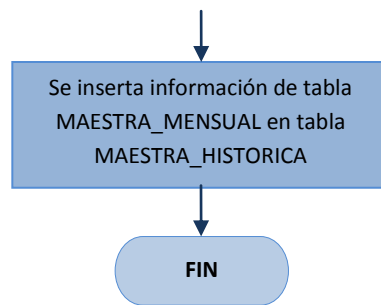 Se inserta información de tabla
MAESTRA_MENSUAL en tabla
MAESTRA_HISTORICA
FIN